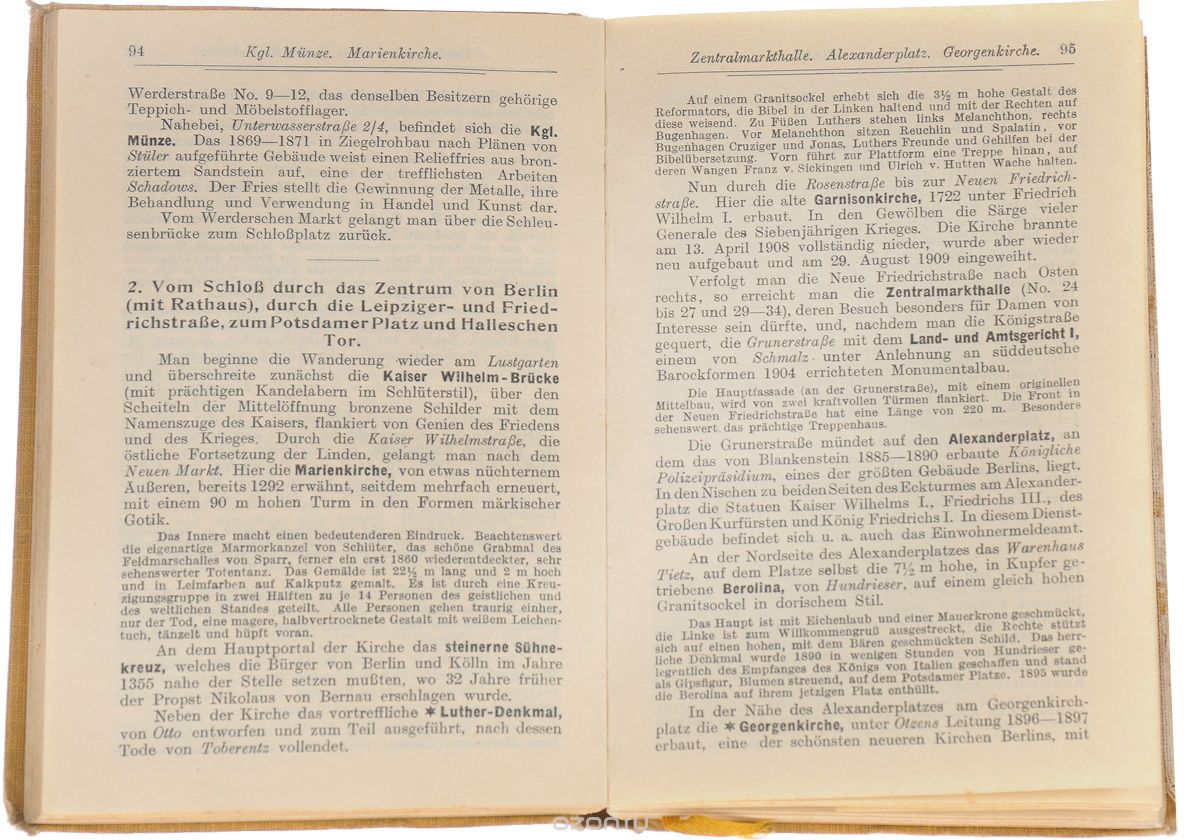 94
Kgl. Münze. Marienkirche.
Werderstraße No. 9—12, das denselben Besitzern gehörige
Teppich- und Möbelstofflager.
Nahebei, Unterwasserstraße 2/4, befindet sich die Kgl.
Münze. Das 1869—1871 in Ziegelrohbau nach Plänen von
Stüler aufgeführte Gebäude weist einen Relieffries aus bron-
ziertem Sandstein auf, eine der trefflichsten Arbeiten
Schadows. Der Fries stellt die Gewinnung der Metalle, ihre
Behandlung und Verwendung in Handel und Kunst dar.
Vom Werderschen Markt gelangt man über die Schleu-
senbrücke zum Schloßplatz zurück.
2. Vom Schloß durch das Zentrum von Berlin
(mit Rathaus), durch die Leipziger- und Fried-
richstraße, zum Potsdamer Platz und Halleschen
Tor.
Man beginne die Wanderung wieder am Lustgarten
und überschreite zunächst die Kaiser Wilhelm-Brücke
(mit prächtigen Kandelabern im Schlüterstil), über den
Scheiteln der Mittelöffnung bronzene Schilder mit dem
Namenszuge des Kaisers, flankiert von Genien des Friedens
und des Krieges. Durch die Kaiser Wilhelmstraße, die
östliche Fortsetzung der Linden, gelangt man nach dem
Neuen Markt. Hier die Marienkirche, von etwas nüchternem
Äußeren, bereits 1292 erwähnt, seitdem mehrfach erneuert,
mit einem 90 m hohen Turm in den Formen märkischer
Gotik.
Das Innere macht einen bedeutenderen Eindruck. Beachtenswert
die eigenartige Marmorkanzel von Schlüter, das schöne Grabmal des
Feldmarschalles von Sparr, ferner ein erst 1860 wiederentdeckter, sehr
sehenswerter Totentanz. Das Gemälde ist 22½ m lang und 2 m hoch
und in Leimfarben auf Kalkputz gemalt. Es ist durch eine Kreu-
zigungsgruppe in zwei Hälften zu je 14 Personen des geistlichen und
des weltlichen Standes geteilt. Alle Personen gehen traurig einher,
nur der Tod, eine magere, halbvertrocknete Gestalt mit weißem Leichen-
tuch, tänzelt und hüpft voran.
An dem Hauptportal der Kirche das steinerne Sühne-
kreuz, welches die Bürger von Berlin und Kölln im Jahre
1355 nahe der Stelle setzen mußten, wo 32 Jahre früher
der Propst Nikolaus von Bernau erschlagen wurde.
Neben der Kirche das vortreffliche *Luther-Denkmal,
von Otto entworfen und zum Teil ausgeführt, nach dessen
Tode von Toberentz vollendet.
Zentralmarkthalle. Alexanderplatz. Georgenkirche.
95
Auf einem Granitsockel erhebt sich die 3½ m hohe Gestalt des
Reformators, die Bibel in der Linken haltend und mit der Rechten auf
diese weisend. Zu Füßen Luthers stehen links Melanchthon, rechts
Bugenhagen. Vor Melanchthon sitzen Reuchlin und Spalatin, vor
Bugenhagen Cruziger und Jonas, Luthers Freunde und Gehilfen bei der
Bibelübersetzung. Vorn führt zur Plattform eine Treppe hinan, auf
deren Wangen Franz v. Sickingen und Ulrich v. Hutten Wache halten.
Nun durch die Rosenstraße bis zur Neuen Friedrich-
straße. Hier die alte Garnisonkirche, 1722 unter Friedrich
Wilhelm I. erbaut. In den Gewölben die Särge vieler
Generale des Siebenjährigen Krieges. Die Kirche brannte
am 13. April 1908 vollständig nieder, wurde aber wieder
neu aufgebaut und am 29. August 1909 eingeweiht.
Verfolgt man die Neue Friedrichstraße nach Osten
rechts, so erreicht man die Zentralmarkthalle (No. 24
bis 27 und 29—34), deren Besuch besonders für Damen von
Interesse sein dürfte, und, nachdem man die Königstraße
gequert, die Grunerstraße mit dem Land- und Amtsgericht I,
einem von Schmalz unter Anlehnung an süddeutsche
Barockformen 1904 errichteten Monumentalbau.
Die Hauptfassade (an der Grunerstraße), mit einem originellen
Mittelbau, wird von zwei kraftvollen Türmen flankiert. Die Front in
der Neuen Friedrichstraße hat eine Länge von 220 m. Besonders
sehenswert das prächtige Treppenhaus.
Die Grunerstraße mündet auf den Alexanderplatz, an
dem das von Blankenstein 1885—1890 erbaute Königliche
Polizeipräsidium, eines der größten Gebäude Berlins, liegt.
In den Nischen zu beiden Seiten des Eckturmes am Alexander-
platz die Statuen Kaiser Wilhelms I., Friedrichs III., des
Großen Kurfürsten und König Friedrichs I. In diesem Dienst-
gebäude befindet sich u. a. auch das Einwohnermeldeamt.
An der Nordseite des Alexanderplatzes das Warenhaus
Tietz, auf dem Platze selbst die 7½ m hohe, in Kupfer ge-
triebene Berolina, von Hundrieser, auf einem gleich hohen
Granitsockel in dorischem Stil.
Das Haupt ist mit Eichenlaub und einer Mauerkrone geschmückt,
die Linke ist zum Willkommengruß ausgestreckt, die Rechte stützt
sich auf einen hohen, mit dem Bären geschmückten Schild. Das herr-
liche Denkmal wurde 1890 in wenigen Stunden von Hundrieser ge-
legentlich des Empfanges des Königs von Italien geschaffen und stand
als Gipsfigur, Blumen streuend, auf dem Potsdamer Platze. 1895 wurde
die Berolina auf ihrem jetzigen Platz enthüllt.
In der Nähe des Alexanderplatzes am Georgenkirch-
platz die *Georgenkirche, unter Otzens Leitung 1896—1897
erbaut, eine der schönsten neueren Kirchen Berlins, mit
ozon.ru